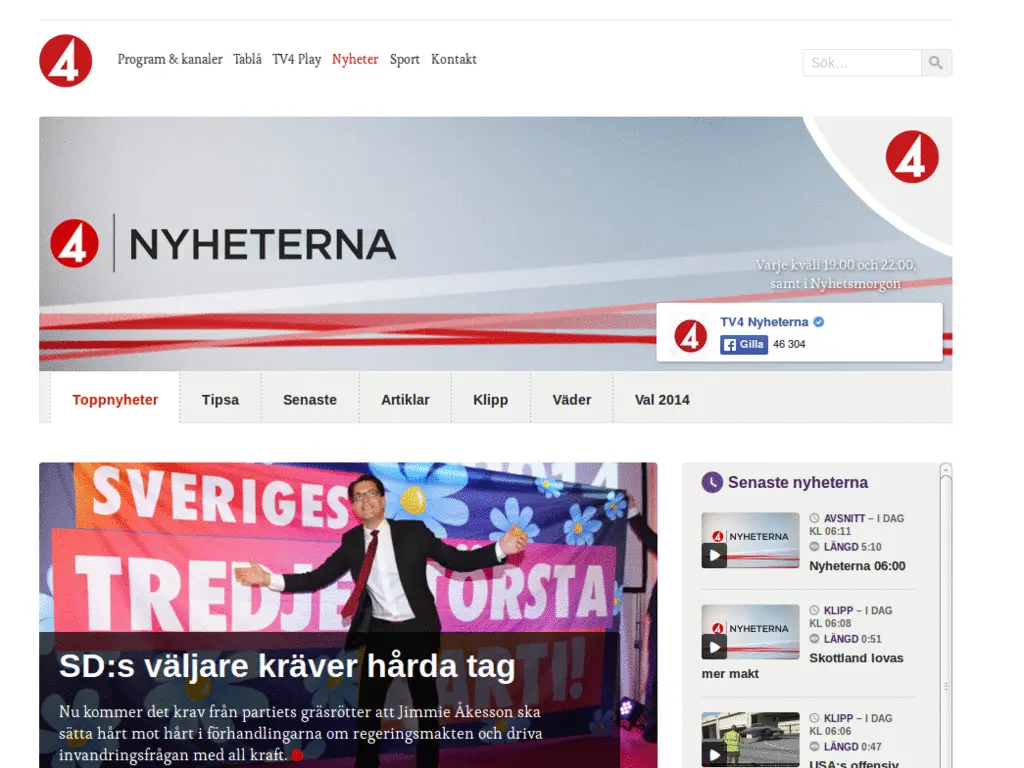 4
Program & kanaler Tablå TV4 Play Nyheter Sport Kontakt
Sök...
4
4 NYHETERNA
Varje kväll 19:00 och 22:00,
samt i Nyhetsmorgon
4 TV4 Nyheterna
Gilla 46 304
Toppnyheter Tipsa Senaste Artiklar Klipp Väder Val 2014
SVERIGES
TREDJE STÖRSTA
PARTI!
SD:s väljare kräver hårda tag
Nu kommer det krav från partiets gräsrötter att Jimmie Åkesson ska
sätta hårt mot hårt i förhandlingarna om regeringsmakten och driva
invandringsfrågan med all kraft.
Senaste nyheterna
4 NYHETERNA
AVSNITT – I DAG
KL 06:11
LÄNGD 5:10
Nyheterna 06:00
4 NYHETERNA
KLIPP – I DAG
KL 06:08
LÄNGD 0:51
Skottland lovas
mer makt
KLIPP – I DAG
KL 06:06
LÄNGD 0:47
USA:s offensiv